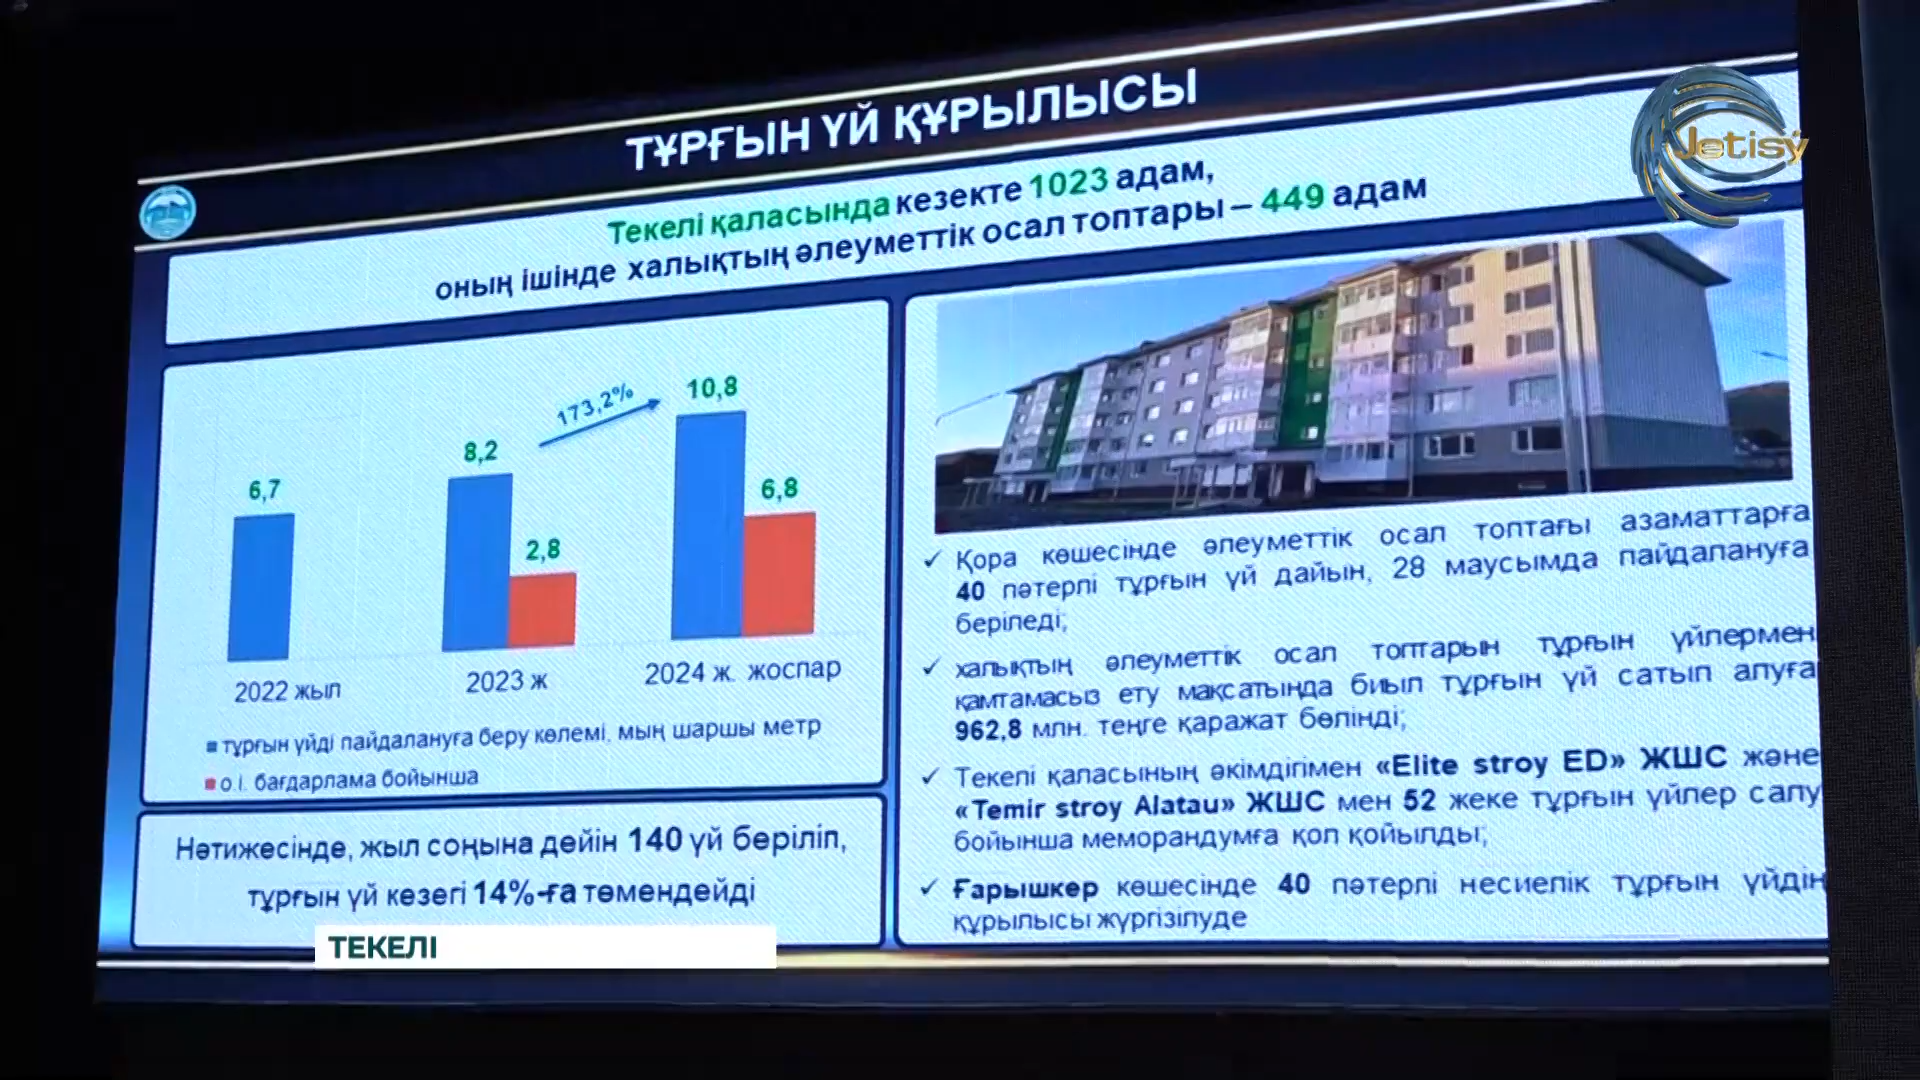 ТҰРҒЫН ҮЙ ҚҰРЫЛЫСЫ
Jetisý
Текелі қаласында кезекте 1023 адам,
оның ішінде халықтың әлеуметтік осал топтары – 449 адам
173,2%
10,8
8,2
6,7
6,8
2,8
2022 жыл
2023 ж
2024 ж. жоспар
тұрғын үйді пайдалануға беру көлемі, мың шаршы метр
о.і. бағдарлама бойынша
Нәтижесінде, жыл соңына дейін 140 үй беріліп,
тұрғын үй кезегі 14%-ға төмендейді
✓ Қора көшесінде әлеуметтік осал топтағы азаматтарға
40 пәтерлі тұрғын үй дайын, 28 маусымда пайдалануға
беріледі;
✓ халықтың әлеуметтік осал топтарын тұрғын үйлермен
қамтамасыз ету мақсатында биыл тұрғын үй сатып алуға
962,8 млн. теңге қаражат бөлінді;
✓ Текелі қаласының әкімдігімен «Elite stroy ED» ЖШС және
«Temir stroy Alatau» ЖШС мен 52 жеке тұрғын үйлер салу
бойынша меморандумға қол қойылды;
✓ Ғарышкер көшесінде 40 пәтерлі несиелік тұрғын үйдің
құрылысы жүргізілуде
ТЕКЕЛІ